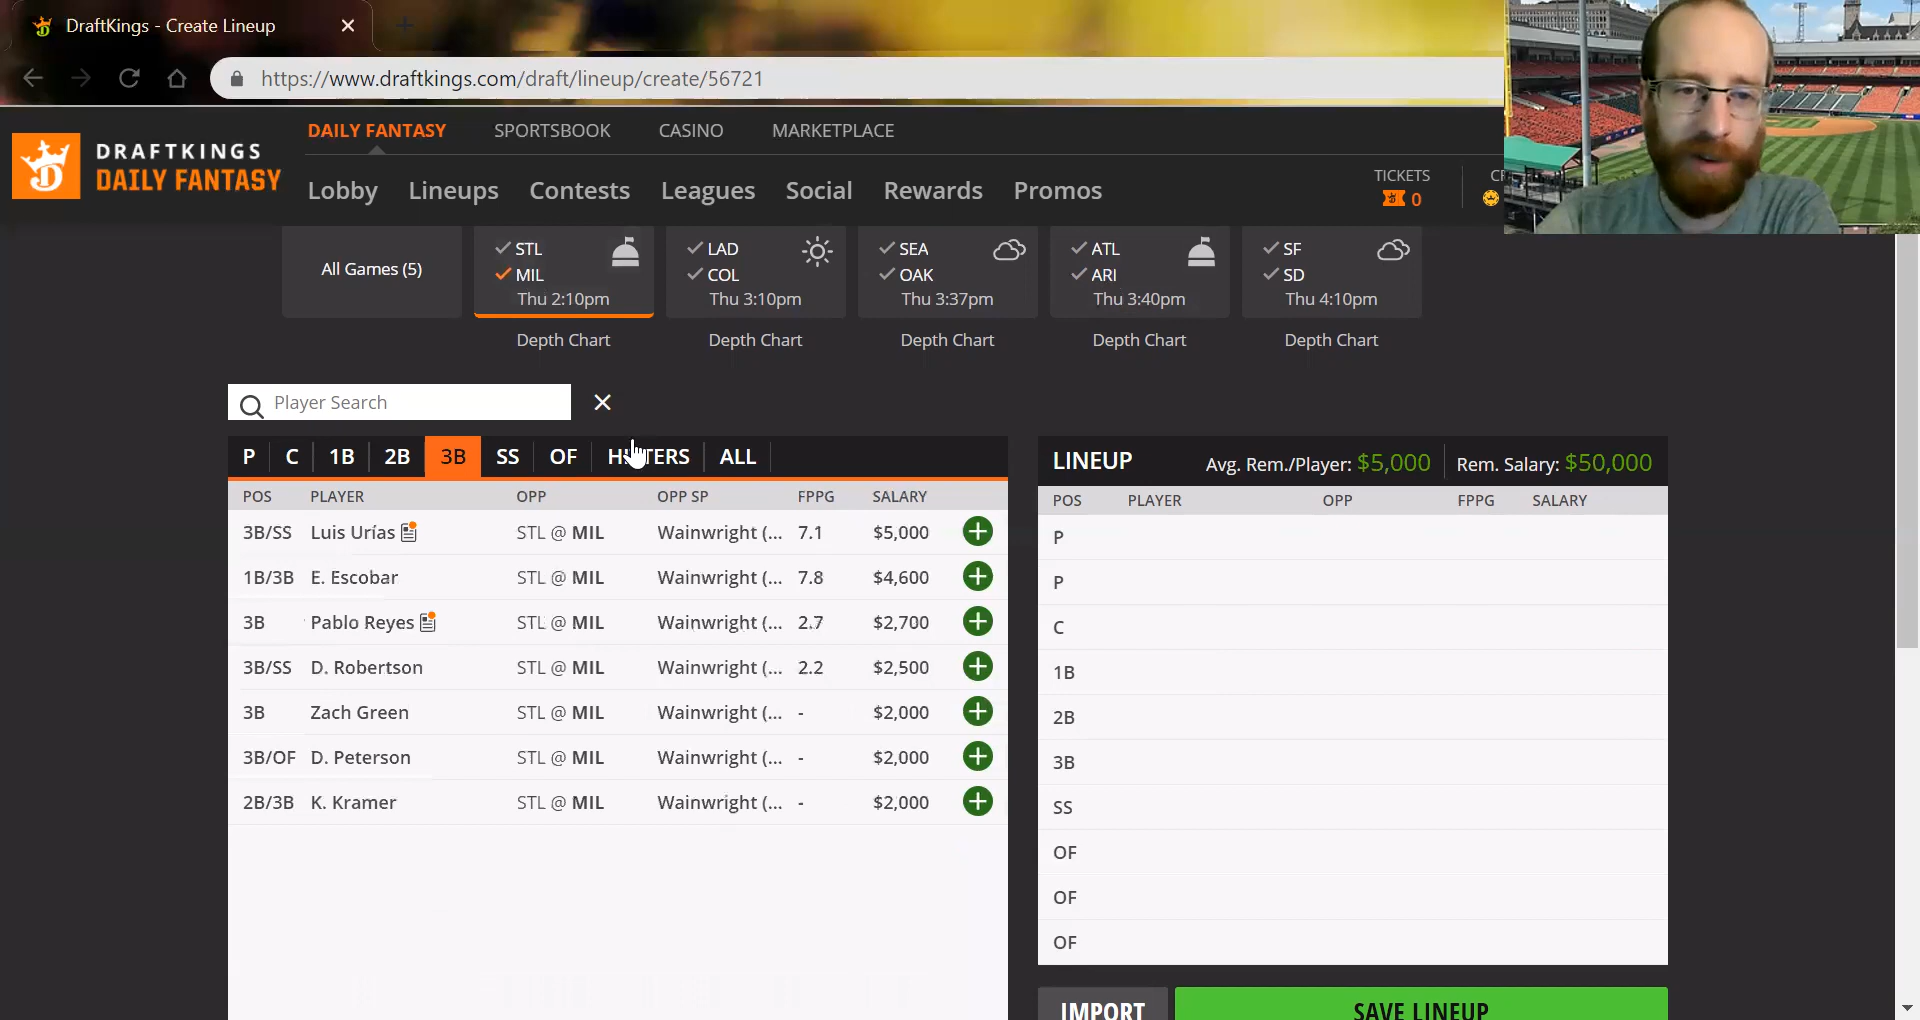 DraftKings - Create Lineup
https://www.draftkings.com/draft/lineup/create/56721
DRAFTKINGS
DAILY FANTASY
DAILY FANTASY SPORTSBOOK CASINO MARKETPLACE
Lobby Lineups Contests Leagues Social Rewards Promos
TICKETS
0
All Games (5)
STL
MIL
Thu 2:10pm
Depth Chart
LAD
COL
Thu 3:10pm
Depth Chart
SEA
OAK
Thu 3:37pm
Depth Chart
ATL
ARI
Thu 3:40pm
Depth Chart
SF
SD
Thu 4:10pm
Depth Chart
Player Search
P C 1B 2B 3B SS OF HITTERS ALL
POS PLAYER OPP OPP SP FPPG SALARY
3B/SS Luis Urías STL @ MIL Wainwright (... 7.1 $5,000
1B/3B E. Escobar STL @ MIL Wainwright (... 7.8 $4,600
3B Pablo Reyes STL @ MIL Wainwright (... 2.7 $2,700
3B/SS D. Robertson STL @ MIL Wainwright (... 2.2 $2,500
3B Zach Green STL @ MIL Wainwright (... - $2,000
3B/OF D. Peterson STL @ MIL Wainwright (... - $2,000
2B/3B K. Kramer STL @ MIL Wainwright (... - $2,000
LINEUP Avg. Rem./Player: $5,000 Rem. Salary: $50,000
POS PLAYER OPP FPPG SALARY
P
P
C
1B
2B
3B
SS
OF
OF
OF
IMPORT SAVE LINEUP